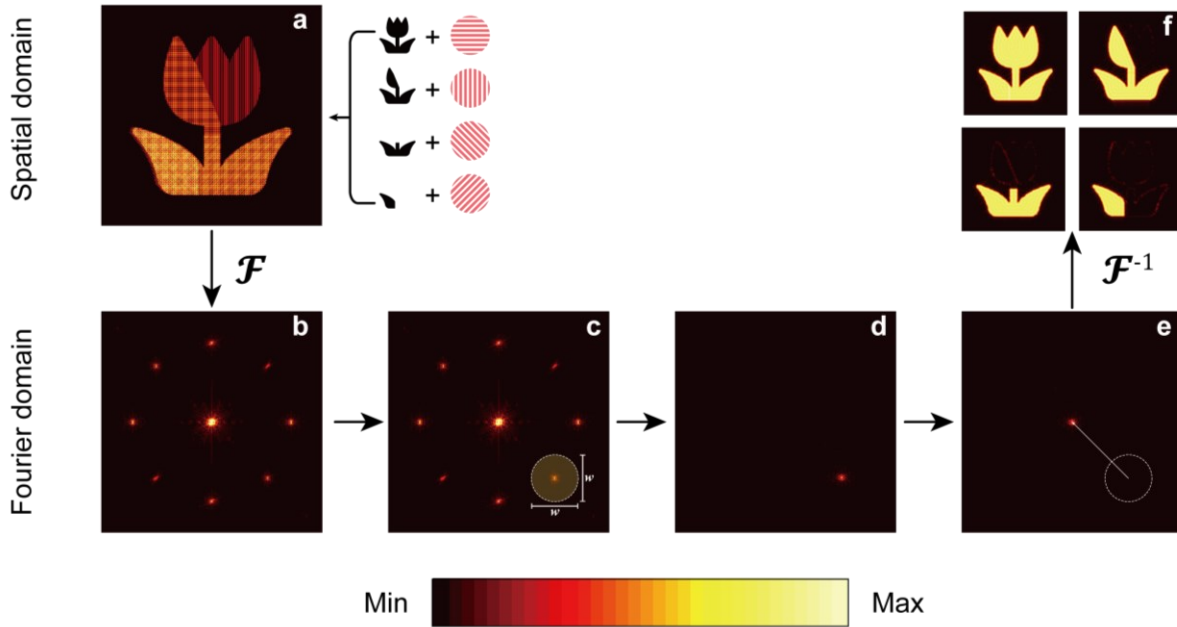 Spatial domain
a
+
+
+
+
f
𝓕
𝓕-1
Fourier domain
b
c
w
w
d
e
Min
Max